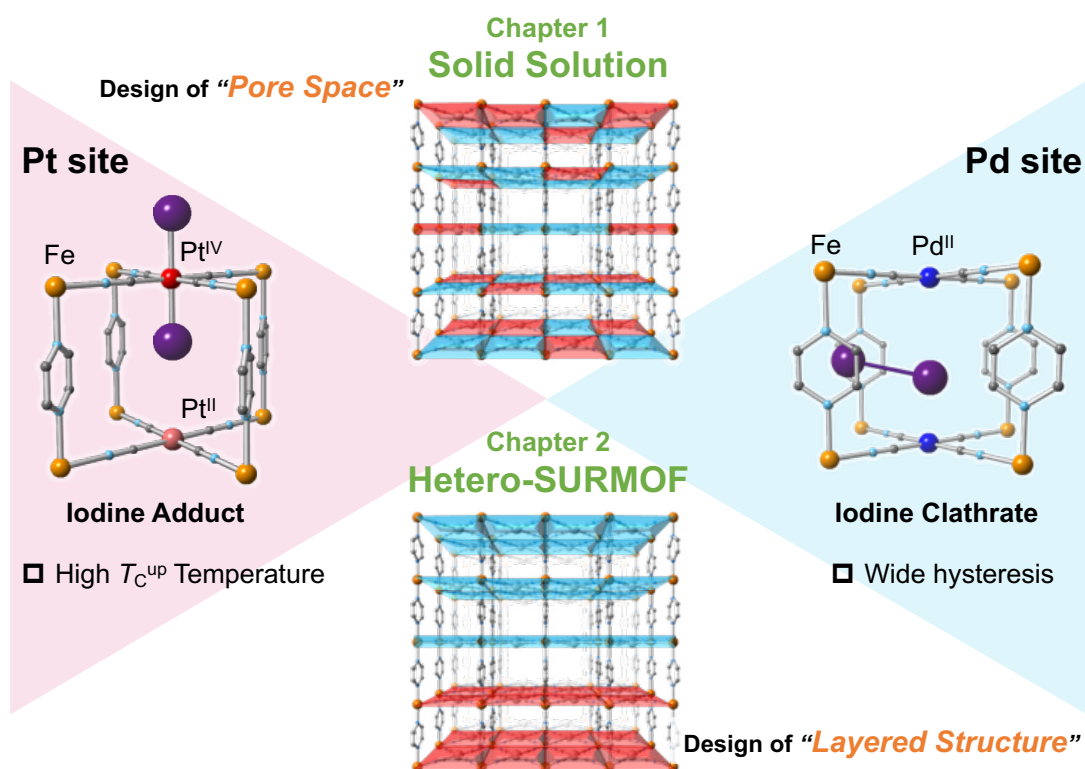 Chapter 1
Solid Solution
Design of “Pore Space”
Pt site
Pd site
Fe
Pt^IV
Pt^II
Fe
Pd^II
Iodine Adduct
Iodine Clathrate
High T_C^up Temperature
Wide hysteresis
Chapter 2
Hetero-SURMOF
Design of “Layered Structure”